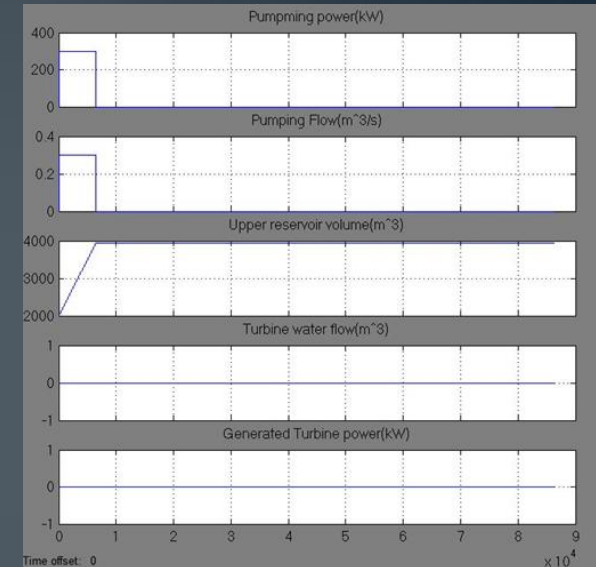 Pumpming power(kW)
400
200
0
Pumping Flow(m^3/s)
0.4
0.2
0
Upper reservoir volume(m^3)
4000
3000
2000
Turbine water flow(m^3)
1
0
-1
Generated Turbine power(kW)
1
0
-1
0 1 2 3 4 5 6 7 8 9
Time offset: 0
x 10^4